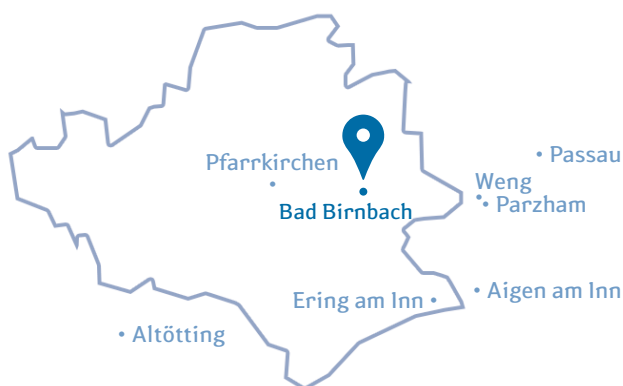 Passau
Pfarrkirchen
Weng
Parzham
Bad Birnbach
Aigen am Inn
Ering am Inn
Altötting